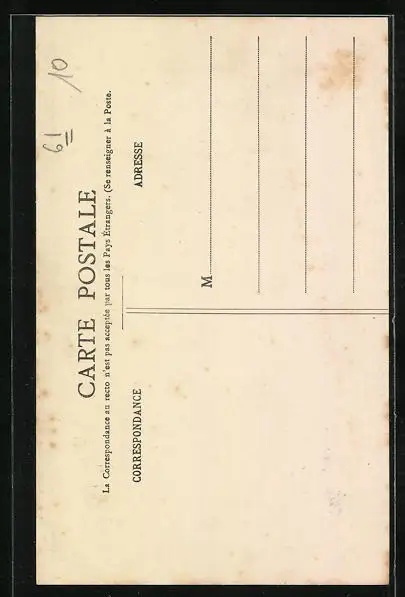 61
10
CARTE POSTALE
La Correspondance au recto n'est pas acceptée par tous les Pays Étrangers. (Se renseigner à la Poste.
CORRESPONDANCE
ADRESSE
M